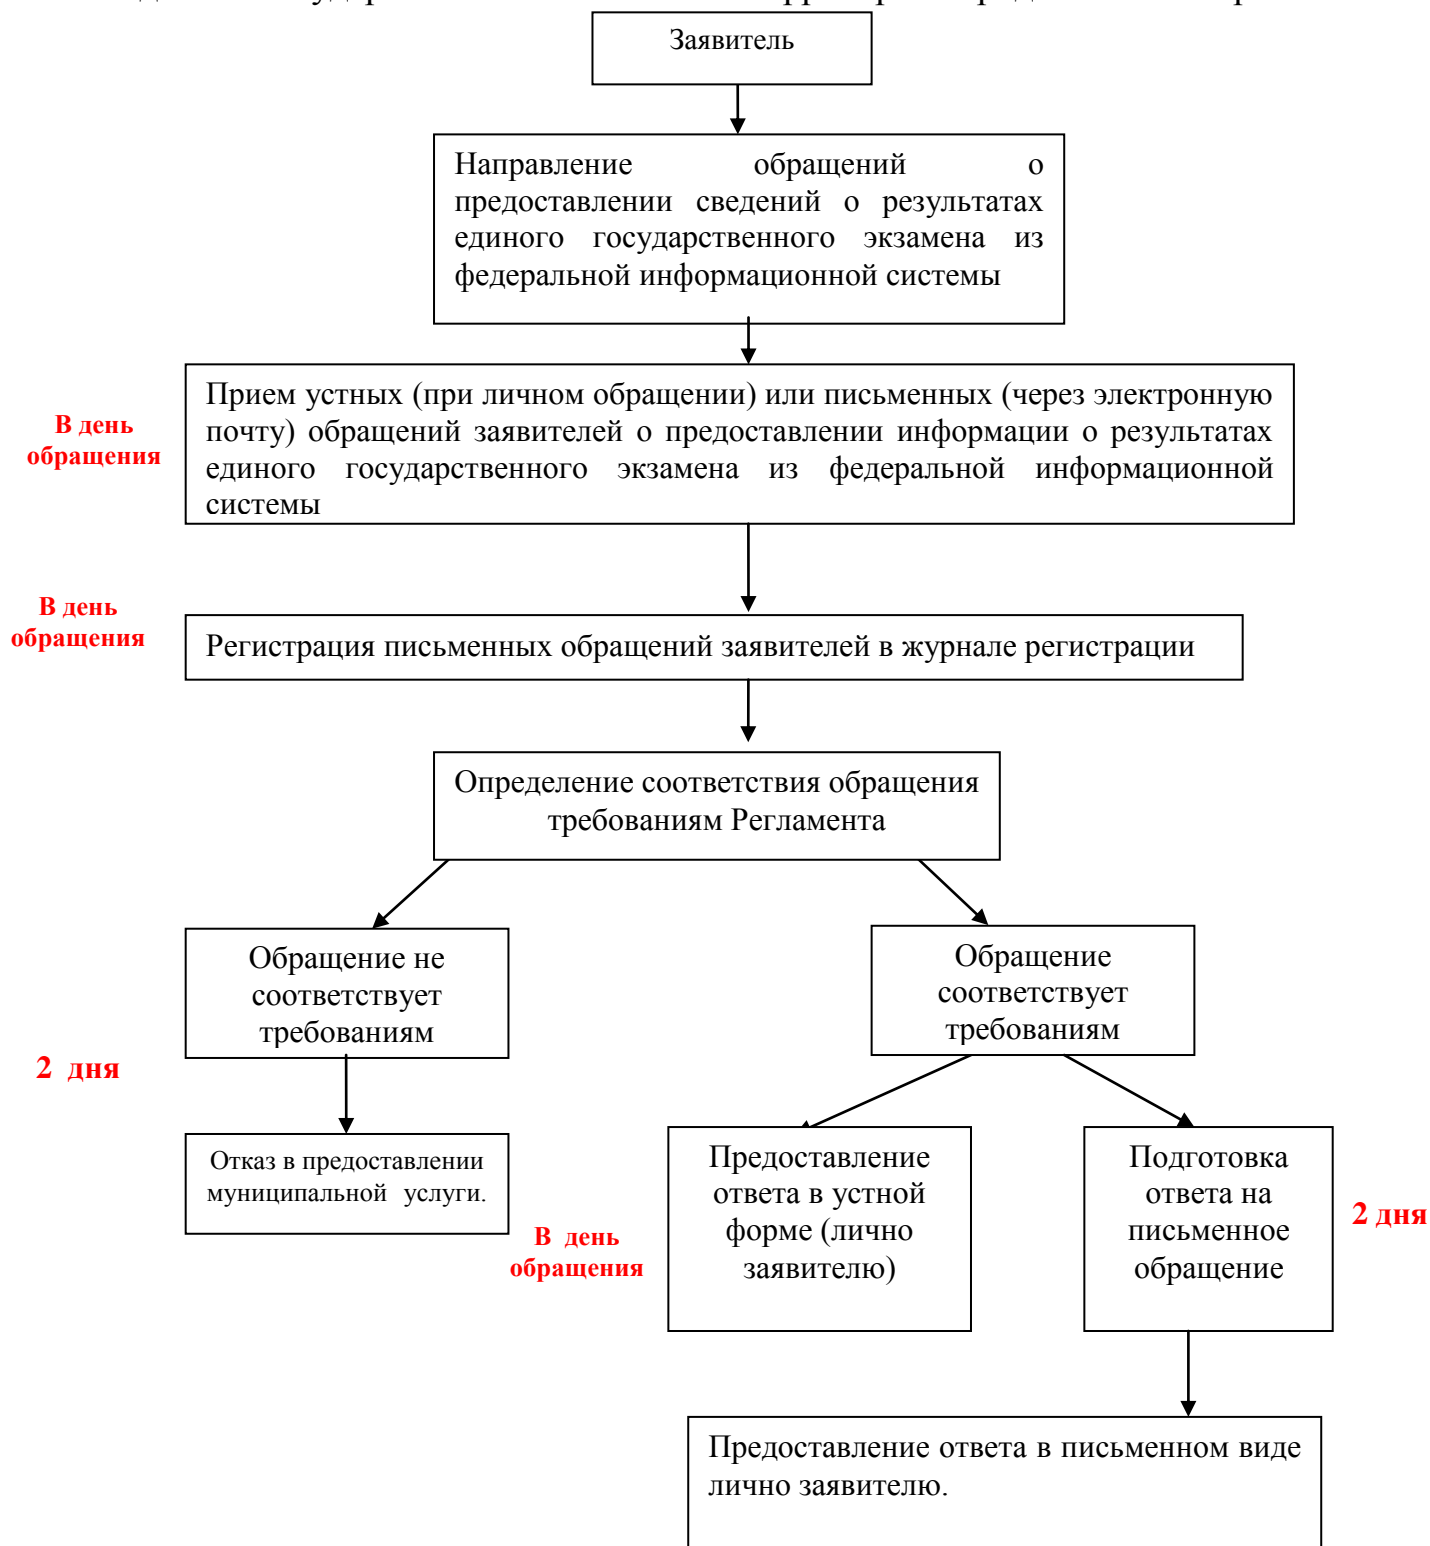 Заявитель
Направление обращений о
предоставлении сведений о результатах
единого государственного экзамена из
федеральной информационной системы
В день
обращения
Прием устных (при личном обращении) или письменных (через электронную
почту) обращений заявителей о предоставлении информации о результатах
единого государственного экзамена из федеральной информационной
системы
В день
обращения
Регистрация письменных обращений заявителей в журнале регистрации
Определение соответствия обращения
требованиям Регламента
Обращение не
соответствует
требованиям
Обращение
соответствует
требованиям
2 дня
Отказ в предоставлении
муниципальной услуги.
В день
обращения
Предоставление
ответа в устной
форме (лично
заявителю)
Подготовка
ответа на
письменное
обращение
2 дня
Предоставление ответа в письменном виде
лично заявителю.